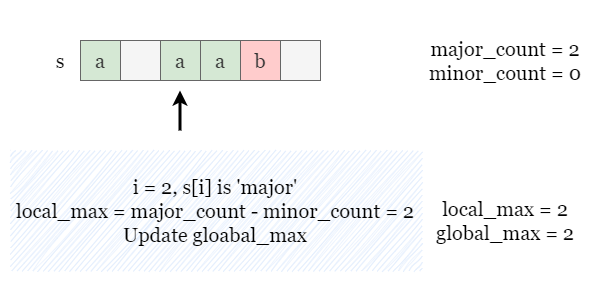 s a a a b
major_count = 2
minor_count = 0
i = 2, s[i] is 'major'
local_max = major_count - minor_count = 2
Update gloabal_max
local_max = 2
global_max = 2